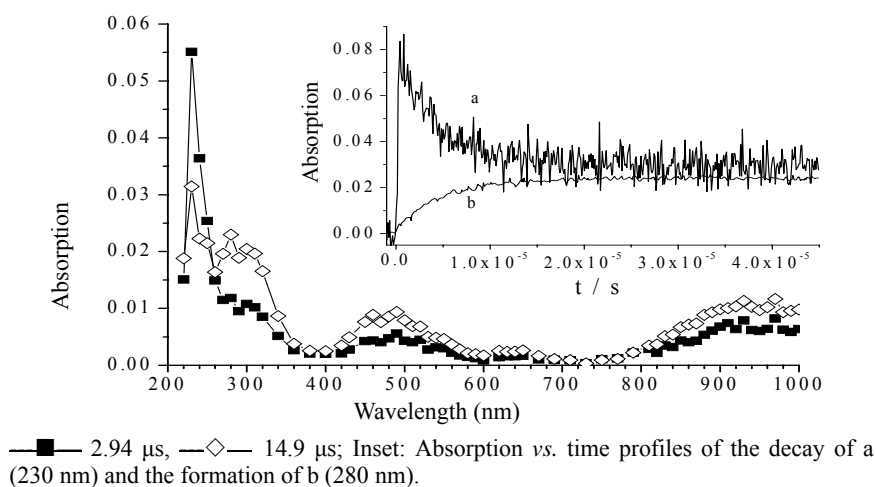 0.06
0.05
0.04
0.03
0.02
0.01
0.00
Absorption
200 300 400 500 600 700 800 900 1000
Wavelength (nm)
0.08
0.06
0.04
0.02
0.00
Absorption
a
b
0.0 1.0x10⁻⁵ 2.0x10⁻⁵ 3.0x10⁻⁵ 4.0x10⁻⁵
t / s
2.94 μs, 14.9 μs; Inset: Absorption vs. time profiles of the decay of a
(230 nm) and the formation of b (280 nm).